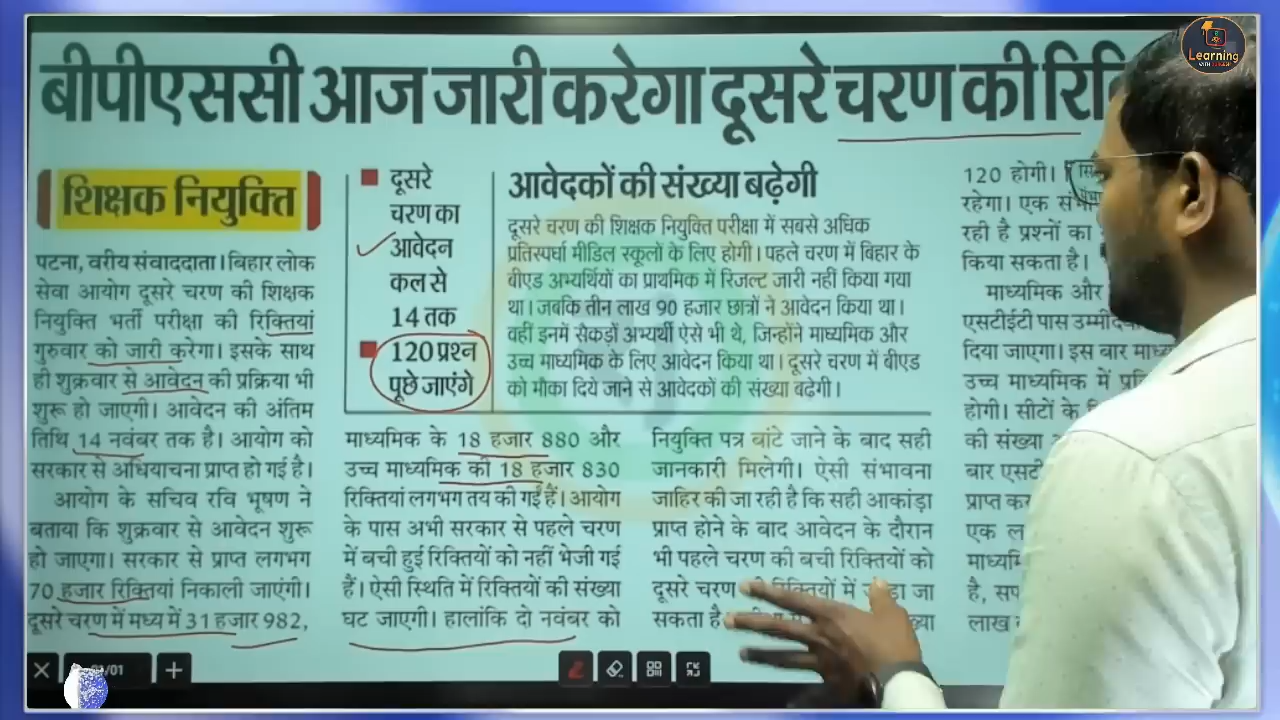 बीपीएससी आज जारी करेगा दूसरे चरण की
शिक्षक नियुक्ति
पटना, वरीय संवाददाता। बिहार लोक
सेवा आयोग दूसरे चरण की शिक्षक
नियुक्ति भर्ती परीक्षा की रिक्तियां
गुरुवार को जारी करेगा। इसके साथ
ही शुक्रवार से आवेदन की प्रक्रिया भी
शुरू हो जाएगी। आवेदन की अंतिम
तिथि 14 नवंबर तक है। आयोग को
सरकार से अधियाचना प्राप्त हो गई है।
आयोग के सचिव रवि भूषण ने
बताया कि शुक्रवार से आवेदन शुरू
हो जाएगा। सरकार से प्राप्त लगभग
70 हजार रिक्तियां निकाली जाएंगी।
दूसरे चरण में मध्य में 31 हजार 982,
दूसरे
चरण का
आवेदन
कल से
14 तक
120 प्रश्न
पूछे जाएंगे
आवेदकों की संख्या बढ़ेगी
दूसरे चरण की शिक्षक नियुक्ति परीक्षा में सबसे अधिक
प्रतिस्पर्धा मीडिल स्कूलों के लिए होगी। पहले चरण में बिहार के
बीएड अभ्यर्थियों का प्राथमिक में रिजल्ट जारी नहीं किया गया
था। जबकि तीन लाख 90 हजार छात्रों ने आवेदन किया था।
वहीं इनमें सैकड़ों अभ्यर्थी ऐसे भी थे, जिन्होंने माध्यमिक और
उच्च माध्यमिक के लिए आवेदन किया था। दूसरे चरण में बीएड
को मौका दिये जाने से आवेदकों की संख्या बढ़ेगी।
माध्यमिक के 18 हजार 880 और
उच्च माध्यमिक की 18 हजार 830
रिक्तियां लगभग तय की गईं हैं। आयोग
के पास अभी सरकार से पहले चरण
में बची हुई रिक्तियों को नहीं भेजी गई
हैं। ऐसी स्थिति में रिक्तियों की संख्या
घट जाएगी। हालांकि दो नवंबर को
नियुक्ति पत्र बांटे जाने के बाद सही
जानकारी मिलेगी। ऐसी संभावना
जाहिर की जा रही है कि सही आकांड़ा
प्राप्त होने के बाद आवेदन के दौरान
भी पहले चरण की बची रिक्तियों को
दूसरे चरण रिक्तियों में जा
सकता है
120 होगी।
रहेगा। एक
रही है प्रश्नों का
किया सकता है।
माध्यमिक और
एसटीईटी पास
दिया जाएगा। इस बार
उच्च माध्यमिक में
होगी। सीटों के
की संख्या
बार
प्राप्त
एक
है,
लाख
Learning
/01